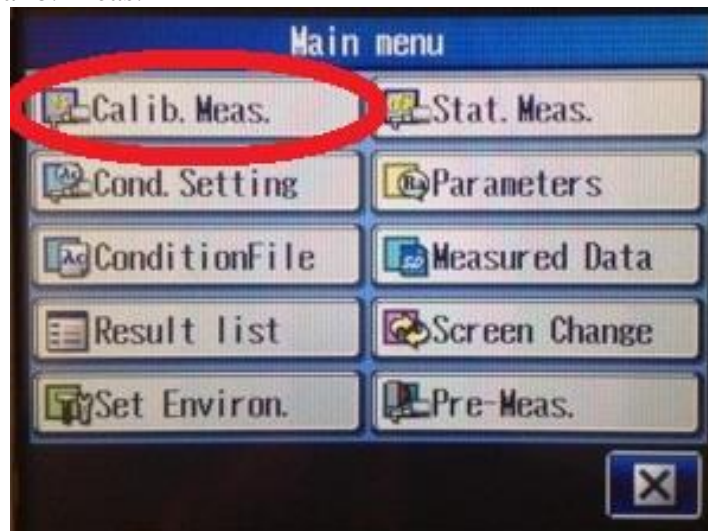 Main menu
Calib. Meas.
Stat. Meas.
Cond. Setting
Parameters
ConditionFile
Measured Data
Result list
Screen Change
Set Environ.
Pre-Meas.